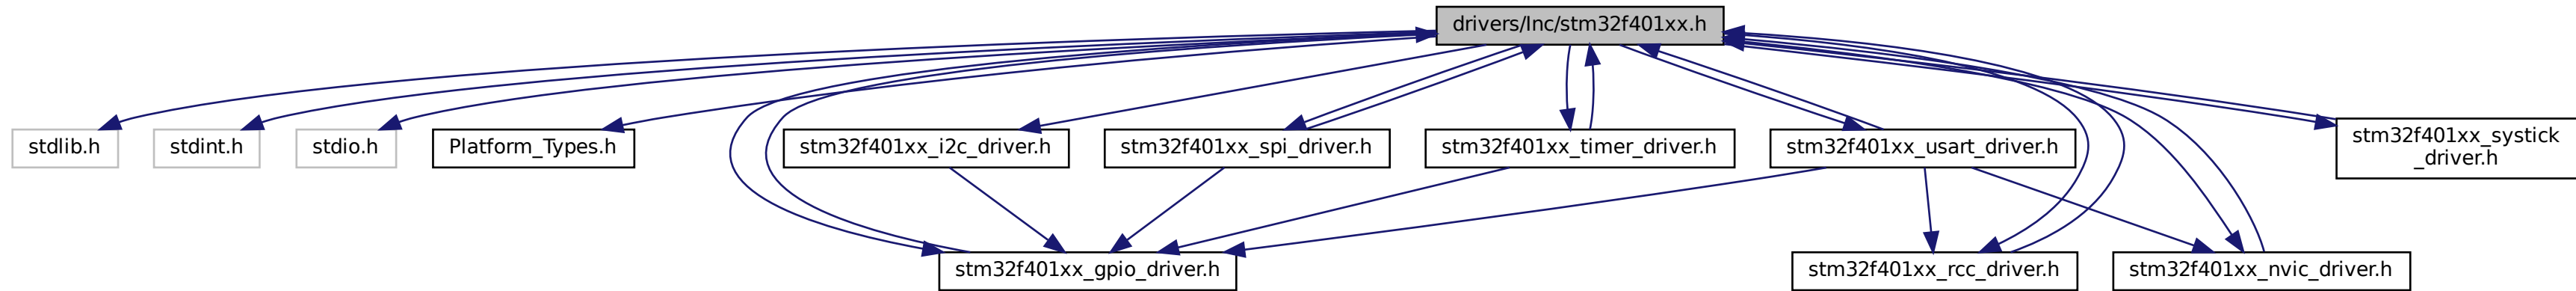 drivers/Inc/stm32f401xx.h
stdlib.h
stdint.h
stdio.h
Platform_Types.h
stm32f401xx_i2c_driver.h
stm32f401xx_spi_driver.h
stm32f401xx_timer_driver.h
stm32f401xx_usart_driver.h
stm32f401xx_systick
_driver.h
stm32f401xx_gpio_driver.h
stm32f401xx_rcc_driver.h
stm32f401xx_nvic_driver.h